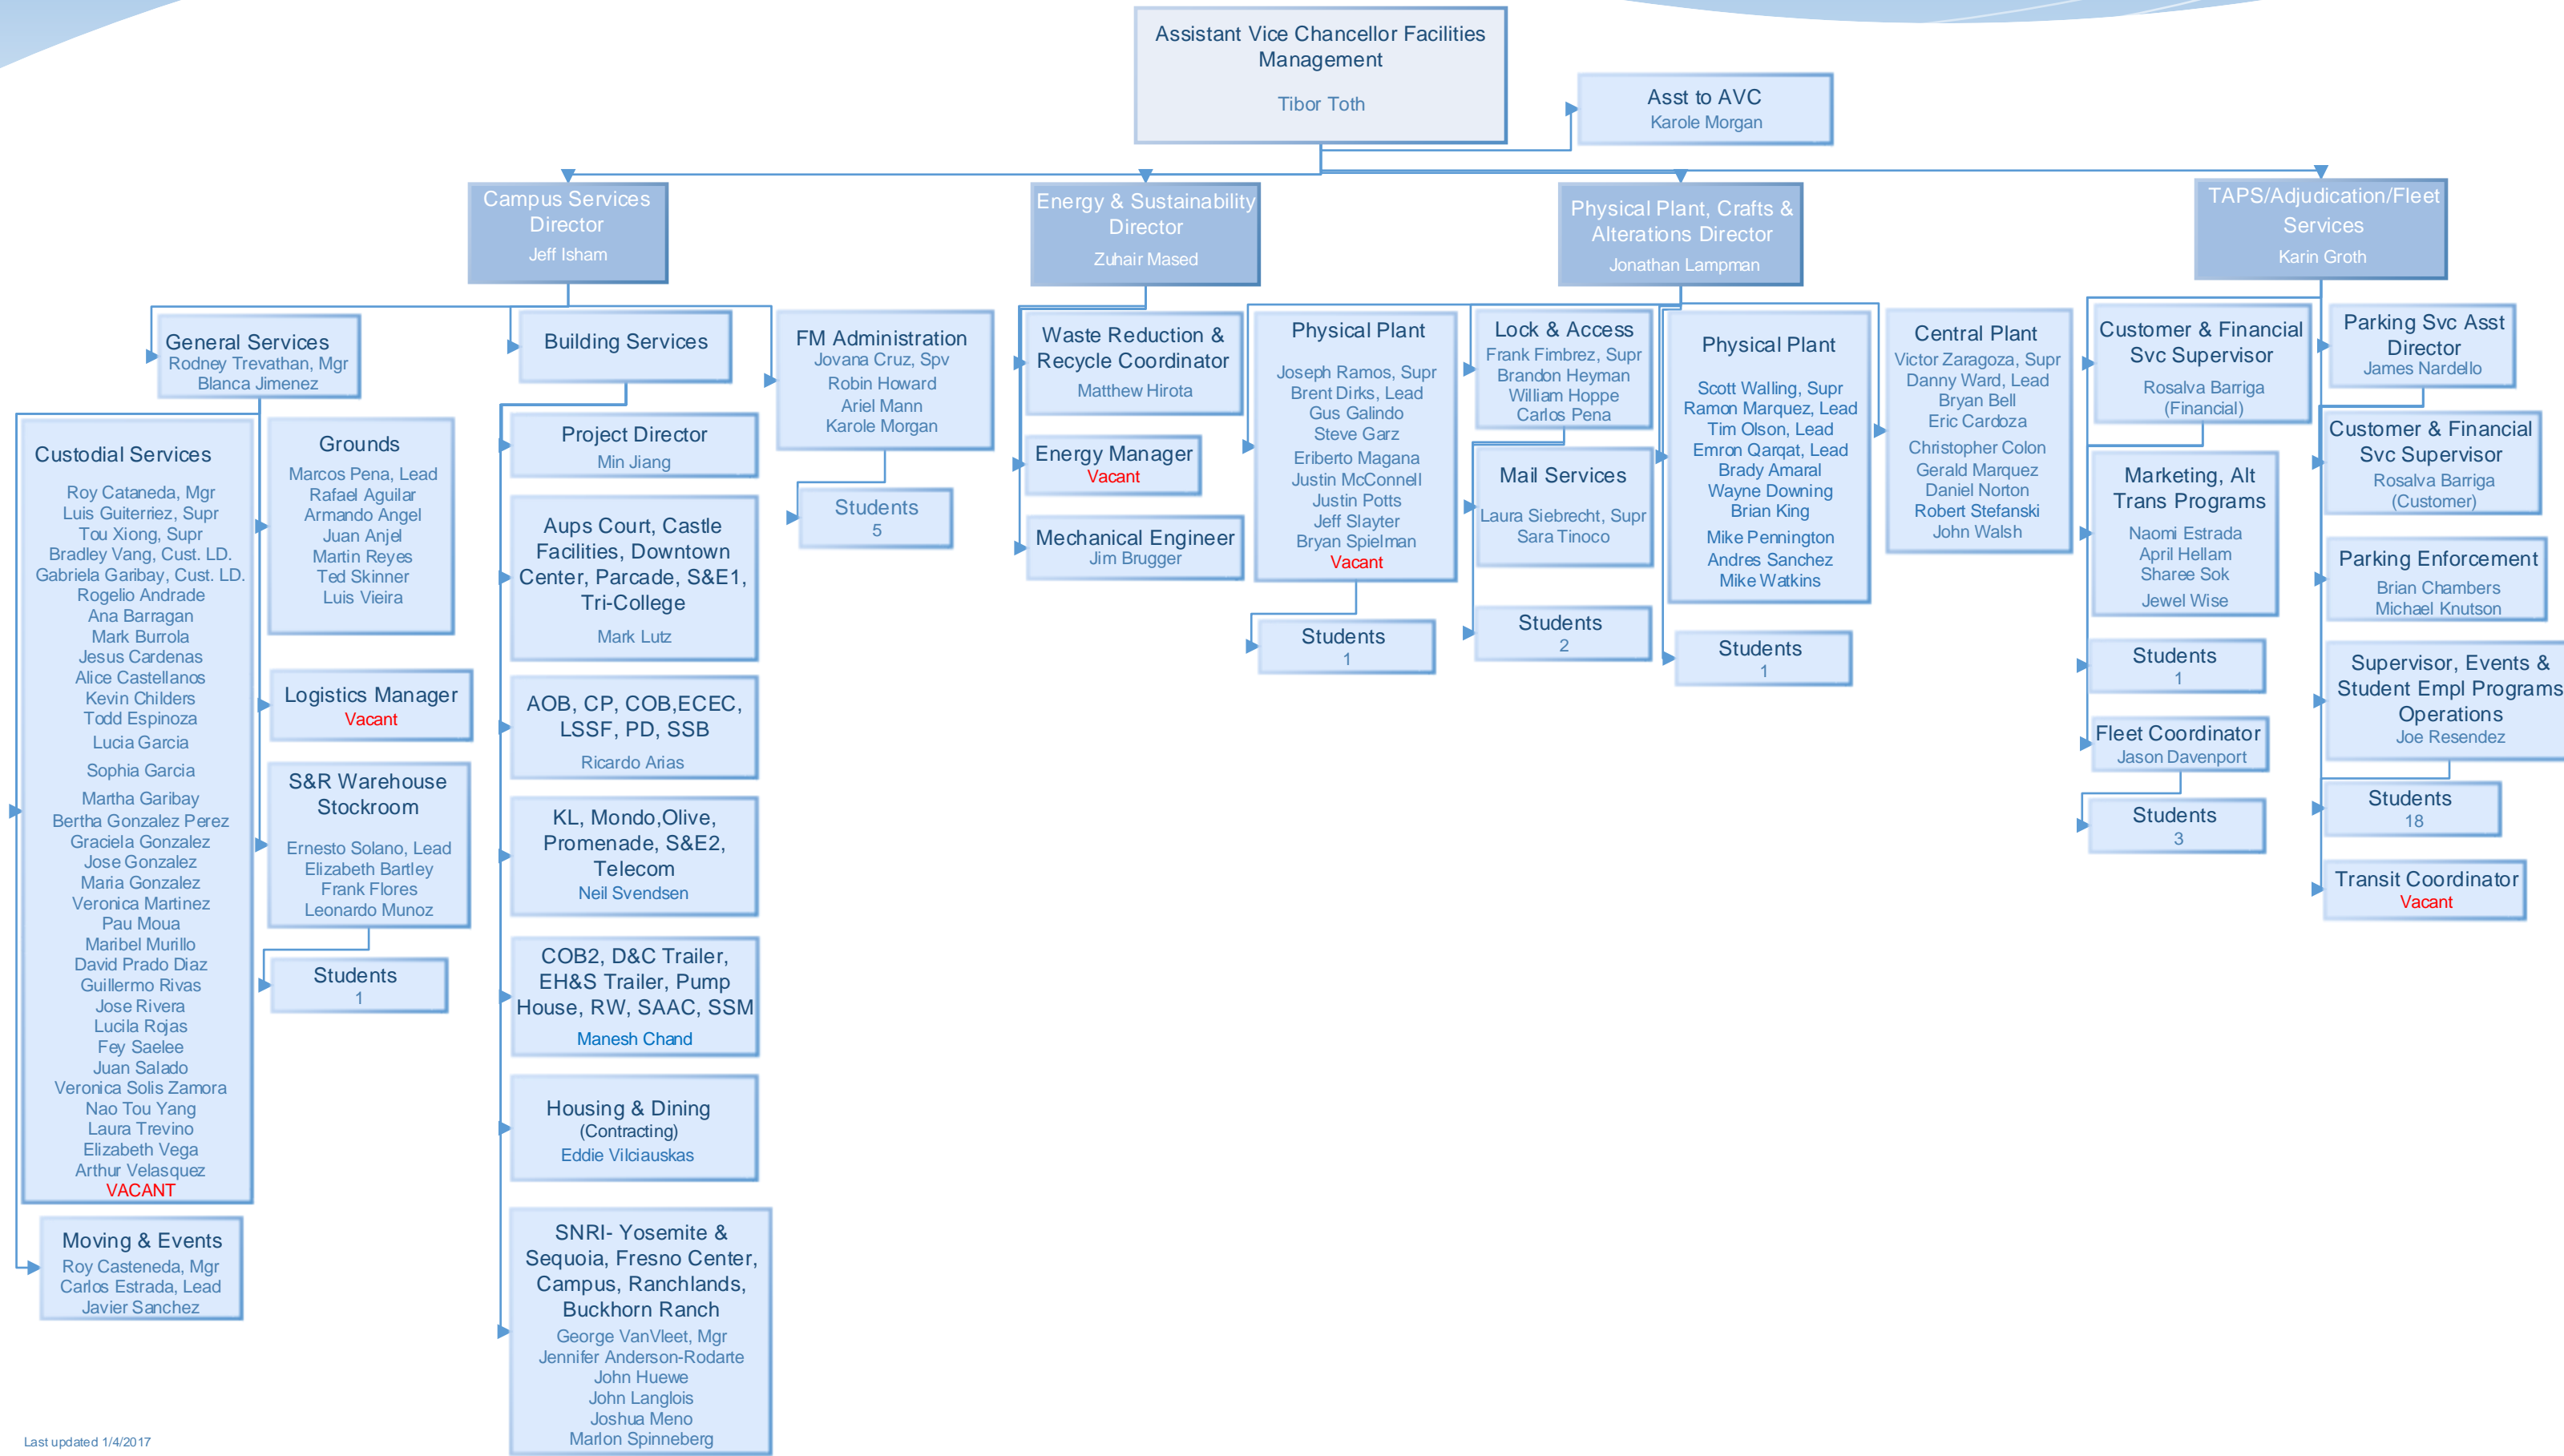 Assistant Vice Chancellor Facilities
Management
Tibor Toth
Asst to AVC
Karole Morgan
Campus Services
Director
Jeff Isham
Energy & Sustainability
Director
Zuhair Mased
Physical Plant, Crafts &
Alterations Director
Jonathan Lampman
TAPS/Adjudication/Fleet
Services
Karin Groth
General Services
Rodney Trevathan, Mgr
Blanca Jimenez
Custodial Services
Roy Cataneda, Mgr
Luis Guiterriez, Supr
Tou Xiong, Supr
Bradley Vang, Cust. LD.
Gabriela Garibay, Cust. LD.
Rogelio Andrade
Ana Barragan
Mark Burrola
Jesus Cardenas
Alice Castellanos
Kevin Childers
Todd Espinoza
Lucia Garcia
Sophia Garcia
Martha Garibay
Bertha Gonzalez Perez
Graciela Gonzalez
Jose Gonzalez
Maria Gonzalez
Veronica Martinez
Pau Moua
Maribel Murillo
David Prado Diaz
Guillermo Rivas
Jose Rivera
Lucila Rojas
Fey Saelee
Juan Salado
Veronica Solis Zamora
Nao Tou Yang
Laura Trevino
Elizabeth Vega
Arthur Velasquez
VACANT
Moving & Events
Roy Casteneda, Mgr
Carlos Estrada, Lead
Javier Sanchez
Grounds
Marcos Pena, Lead
Rafael Aguilar
Armando Angel
Juan Anjel
Martin Reyes
Ted Skinner
Luis Vieira
Logistics Manager
Vacant
S&R Warehouse
Stockroom
Ernesto Solano, Lead
Elizabeth Bartley
Frank Flores
Leonardo Munoz
Students
1
Building Services
Project Director
Min Jiang
Aups Court, Castle
Facilities, Downtown
Center, Parcade, S&E1,
Tri-College
Mark Lutz
AOB, CP, COB,ECEC,
LSSF, PD, SSB
Ricardo Arias
KL, Mondo,Olive,
Promenade, S&E2,
Telecom
Neil Svendsen
COB2, D&C Trailer,
EH&S Trailer, Pump
House, RW, SAAC, SSM
Manesh Chand
Housing & Dining
(Contracting)
Eddie Vilciauskas
SNRI- Yosemite &
Sequoia, Fresno Center,
Campus, Ranchlands,
Buckhorn Ranch
George VanVleet, Mgr
Jennifer Anderson-Rodarte
John Huewe
John Langlois
Joshua Meno
Marlon Spinneberg
FM Administration
Jovana Cruz, Spv
Robin Howard
Ariel Mann
Karole Morgan
Students
5
Waste Reduction &
Recycle Coordinator
Matthew Hirota
Energy Manager
Vacant
Mechanical Engineer
Jim Brugger
Physical Plant
Joseph Ramos, Supr
Brent Dirks, Lead
Gus Galindo
Steve Garz
Eriberto Magana
Justin McConnell
Justin Potts
Jeff Slayter
Bryan Spielman
Vacant
Students
1
Lock & Access
Frank Fimbrez, Supr
Brandon Heyman
William Hoppe
Carlos Pena
Mail Services
Laura Siebrecht, Supr
Sara Tinoco
Students
2
Physical Plant
Scott Walling, Supr
Ramon Marquez, Lead
Tim Olson, Lead
Emron Qarqat, Lead
Brady Amaral
Wayne Downing
Brian King
Mike Pennington
Andres Sanchez
Mike Watkins
Students
1
Central Plant
Victor Zaragoza, Supr
Danny Ward, Lead
Bryan Bell
Eric Cardoza
Christopher Colon
Gerald Marquez
Daniel Norton
Robert Stefanski
John Walsh
Customer & Financial
Svc Supervisor
Rosalva Barriga
(Financial)
Marketing, Alt
Trans Programs
Naomi Estrada
April Hellam
Sharee Sok
Jewel Wise
Students
1
Fleet Coordinator
Jason Davenport
Students
3
Parking Svc Asst
Director
James Nardello
Customer & Financial
Svc Supervisor
Rosalva Barriga
(Customer)
Parking Enforcement
Brian Chambers
Michael Knutson
Supervisor, Events &
Student Empl Programs
Operations
Joe Resendez
Students
18
Transit Coordinator
Vacant
Last updated 1/4/2017